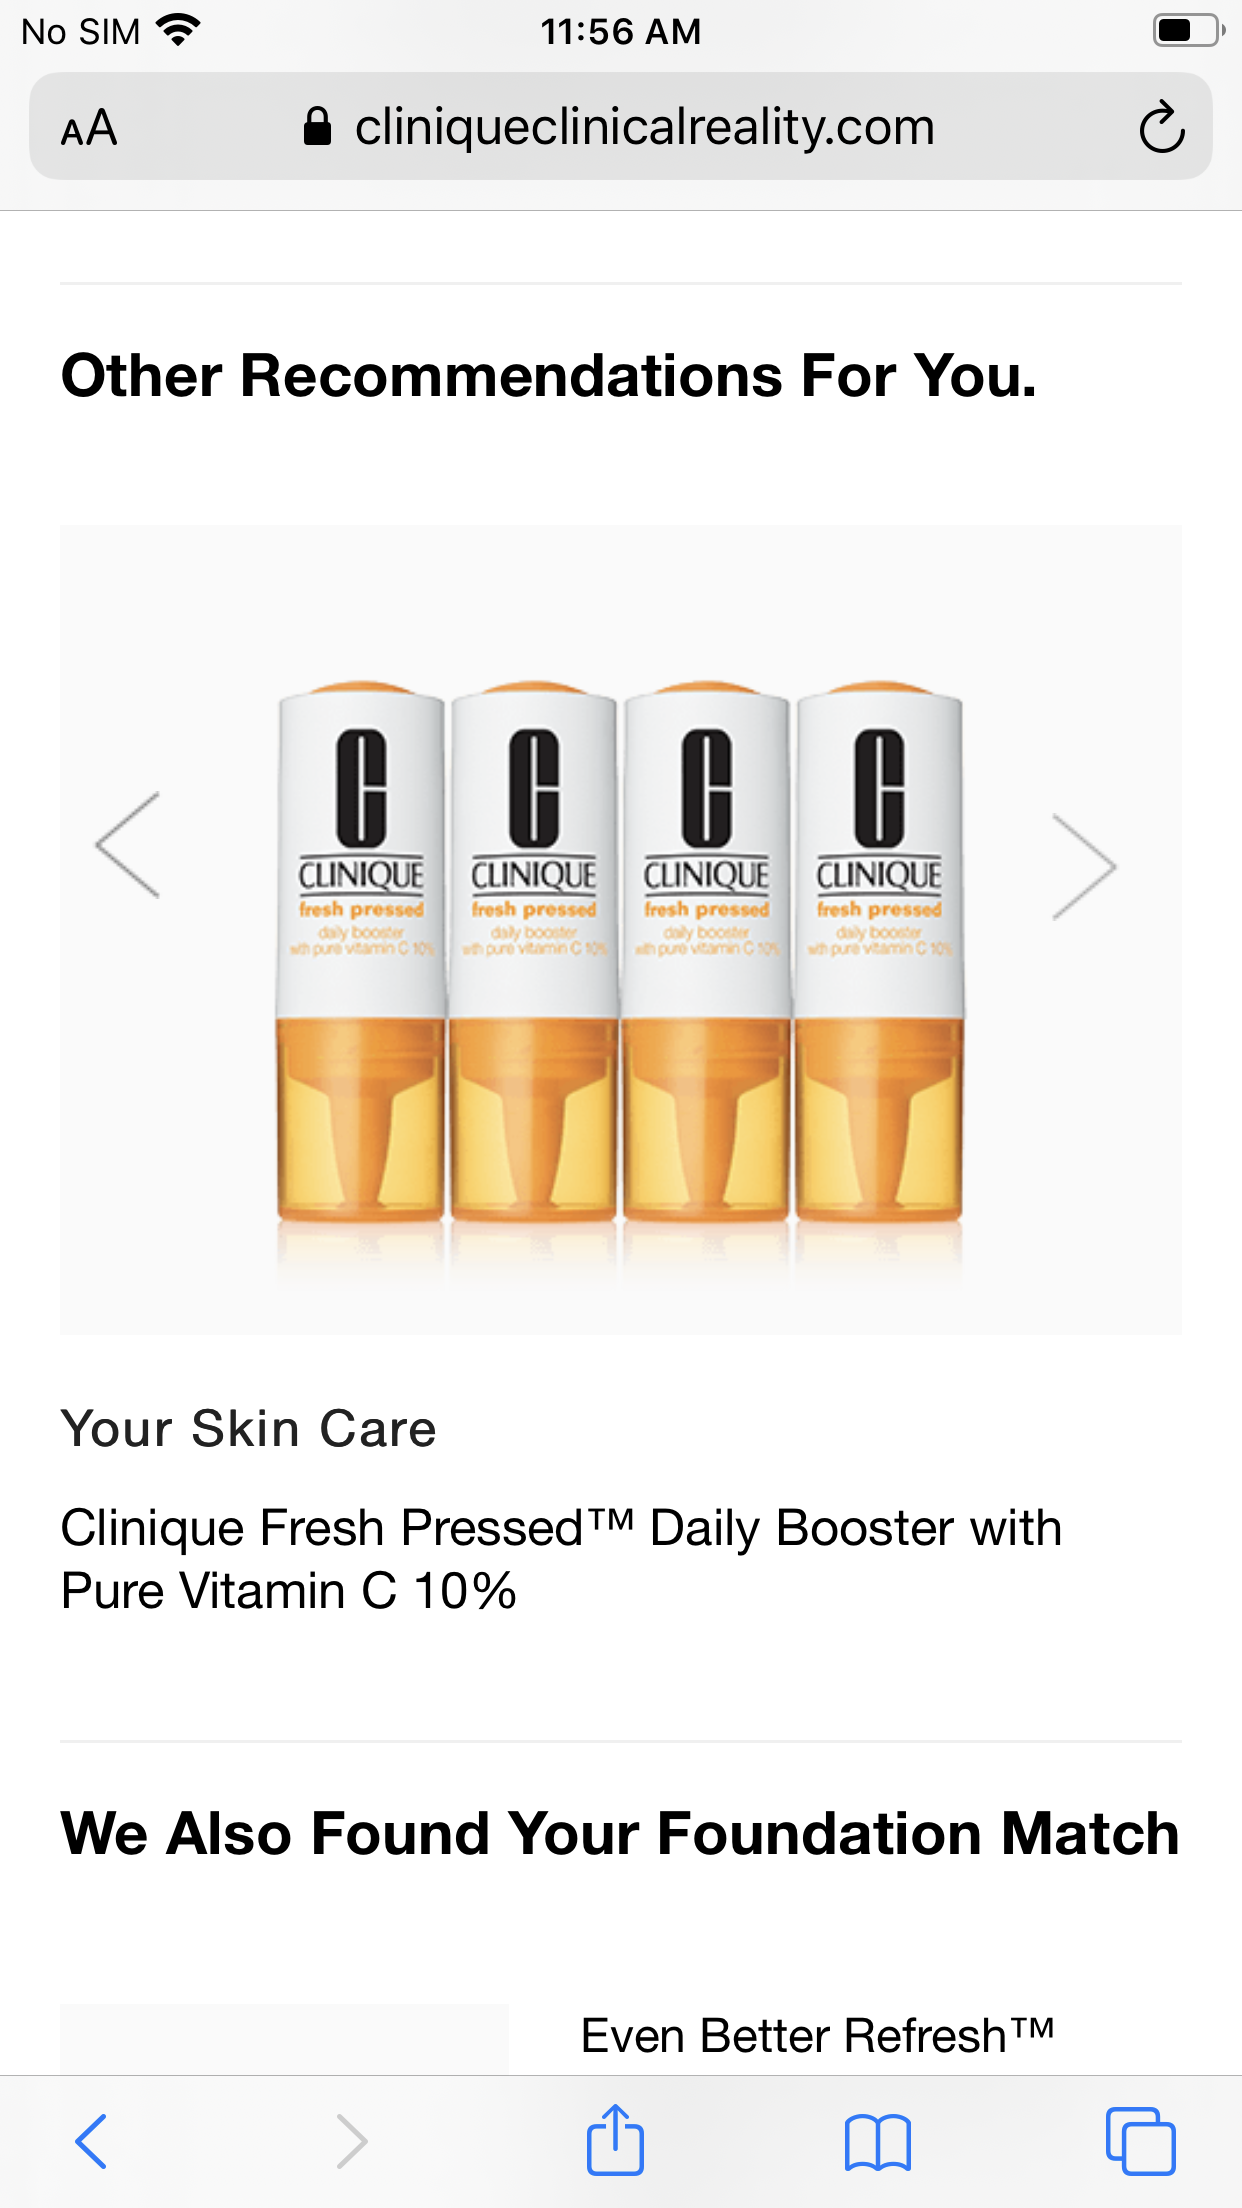 No SIM 11:56 AM
AA cliniqueclinicalreality.com
Other Recommendations For You.
C C C C
CLINIQUE CLINIQUE CLINIQUE CLINIQUE
fresh pressed fresh pressed fresh pressed fresh pressed
daily booster daily booster daily booster daily booster
with pure vitamin C 10% with pure vitamin C 10% with pure vitamin C 10% with pure vitamin C 10%
Your Skin Care
Clinique Fresh Pressed™ Daily Booster with
Pure Vitamin C 10%
We Also Found Your Foundation Match
Even Better Refresh™